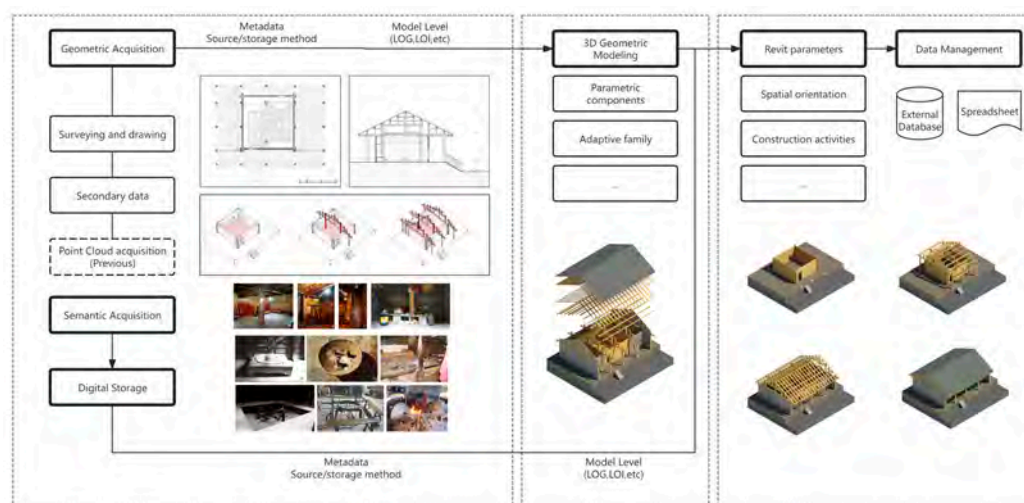 Metadata
Source/storage method
Model Level
(LOG,LOI,etc)
Geometric Acquisition
3D Geometric
Modeling
Revit parameters
Data Management
Parametric
components
Spatial orientation
External
Database
Spreadsheet
Surveying and drawing
Adaptive family
Construction activities
Secondary data
...
...
Point Cloud acquisition
(Previous)
Semantic Acquisition
Digital Storage
Metadata
Source/storage method
Model Level
(LOG,LOI,etc)